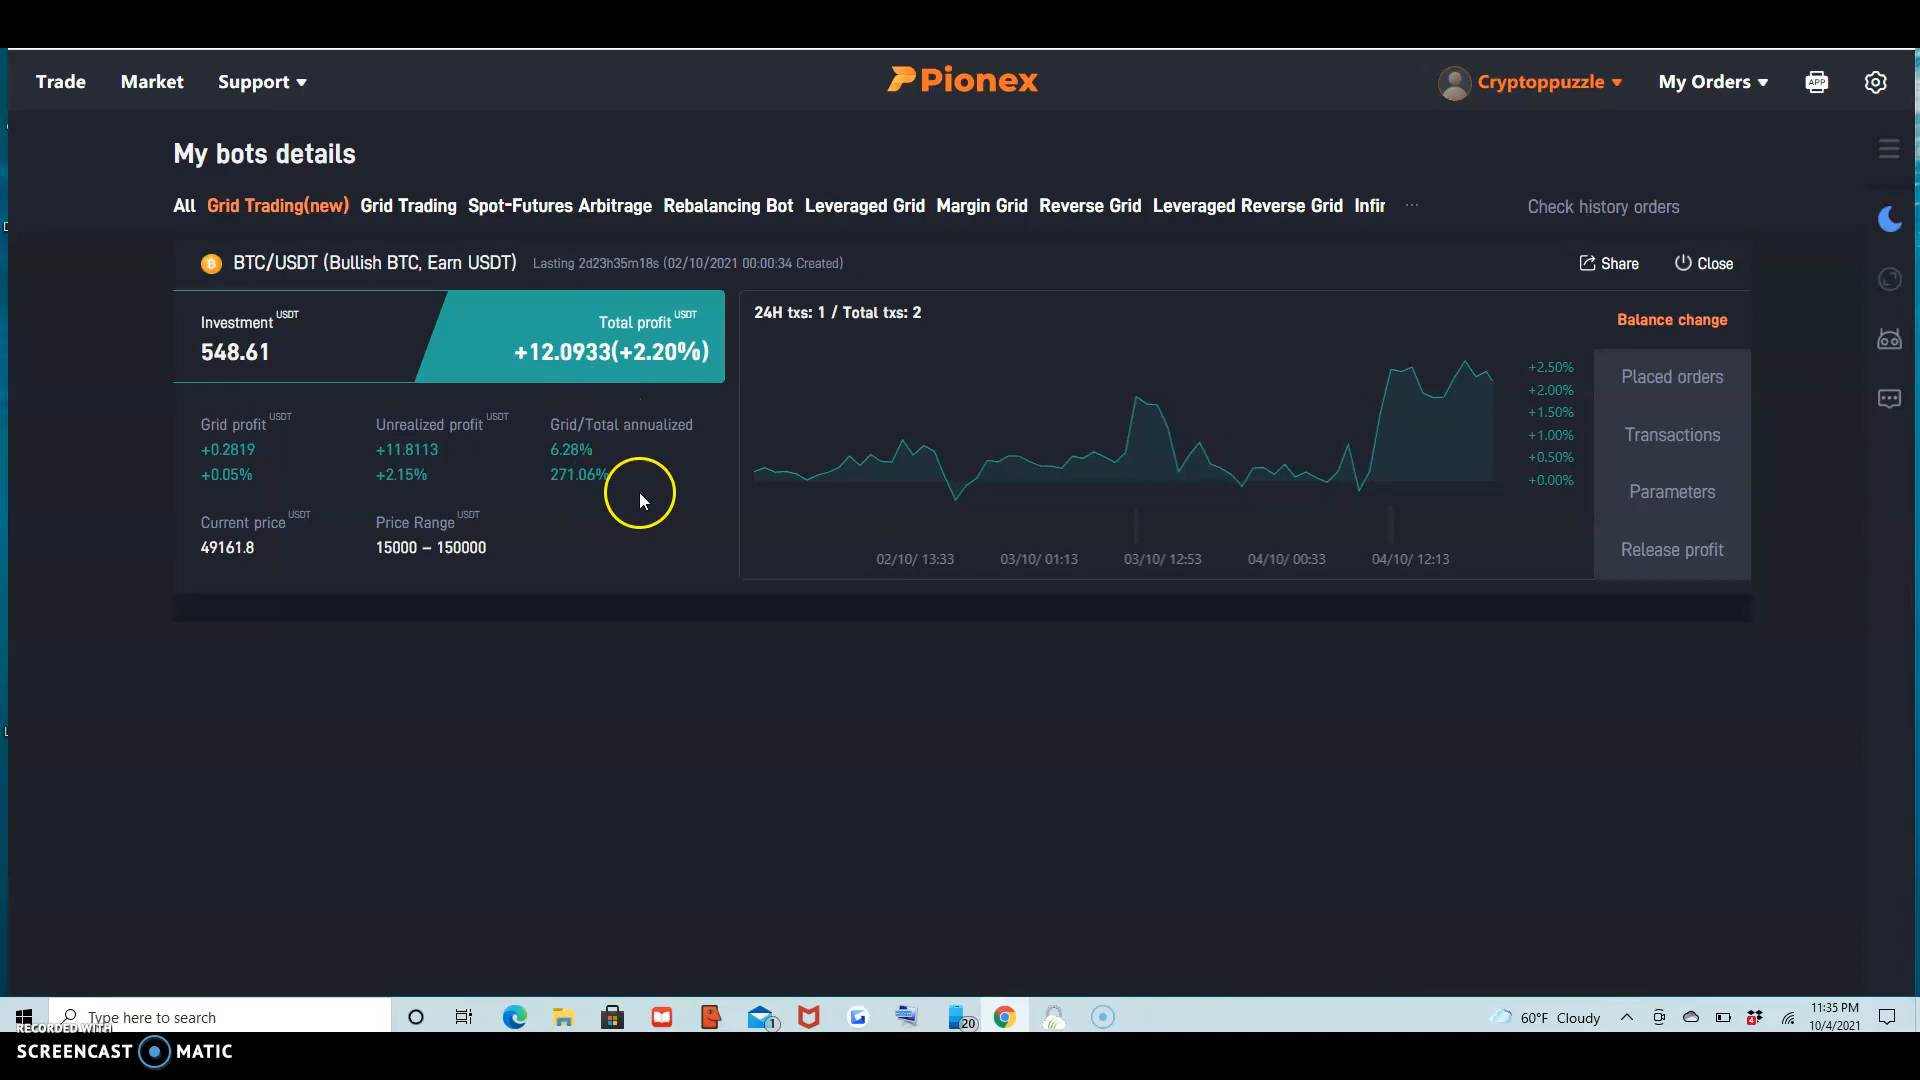 Trade Market Support Pionex Cryptoppuzzle My Orders APP
My bots details
All Grid Trading(new) Grid Trading Spot-Futures Arbitrage Rebalancing Bot Leveraged Grid Margin Grid Reverse Grid Leveraged Reverse Grid Infir ... Check history orders
BTC/USDT (Bullish BTC, Earn USDT) Lasting 2d23h35m18s (02/10/2021 00:00:34 Created) Share Close
Investment USDT Total profit USDT
548.61 +12.0933(+2.20%)
24H txs: 1 / Total txs: 2
Balance change
Placed orders
Transactions
Parameters
Release profit
+2.50%
+2.00%
+1.50%
+1.00%
+0.50%
+0.00%
02/10/ 13:33 03/10/ 01:13 03/10/ 12:53 04/10/ 00:33 04/10/ 12:13
Grid profit USDT Unrealized profit USDT Grid/Total annualized
+0.2819 +11.8113 6.28%
+0.05% +2.15% 271.06%
Current price USDT Price Range USDT
49161.8 15000 – 150000
Type here to search
1
20
60°F Cloudy
4
11:35 PM
10/4/2021
RECORDED WITH
SCREENCAST MATIC